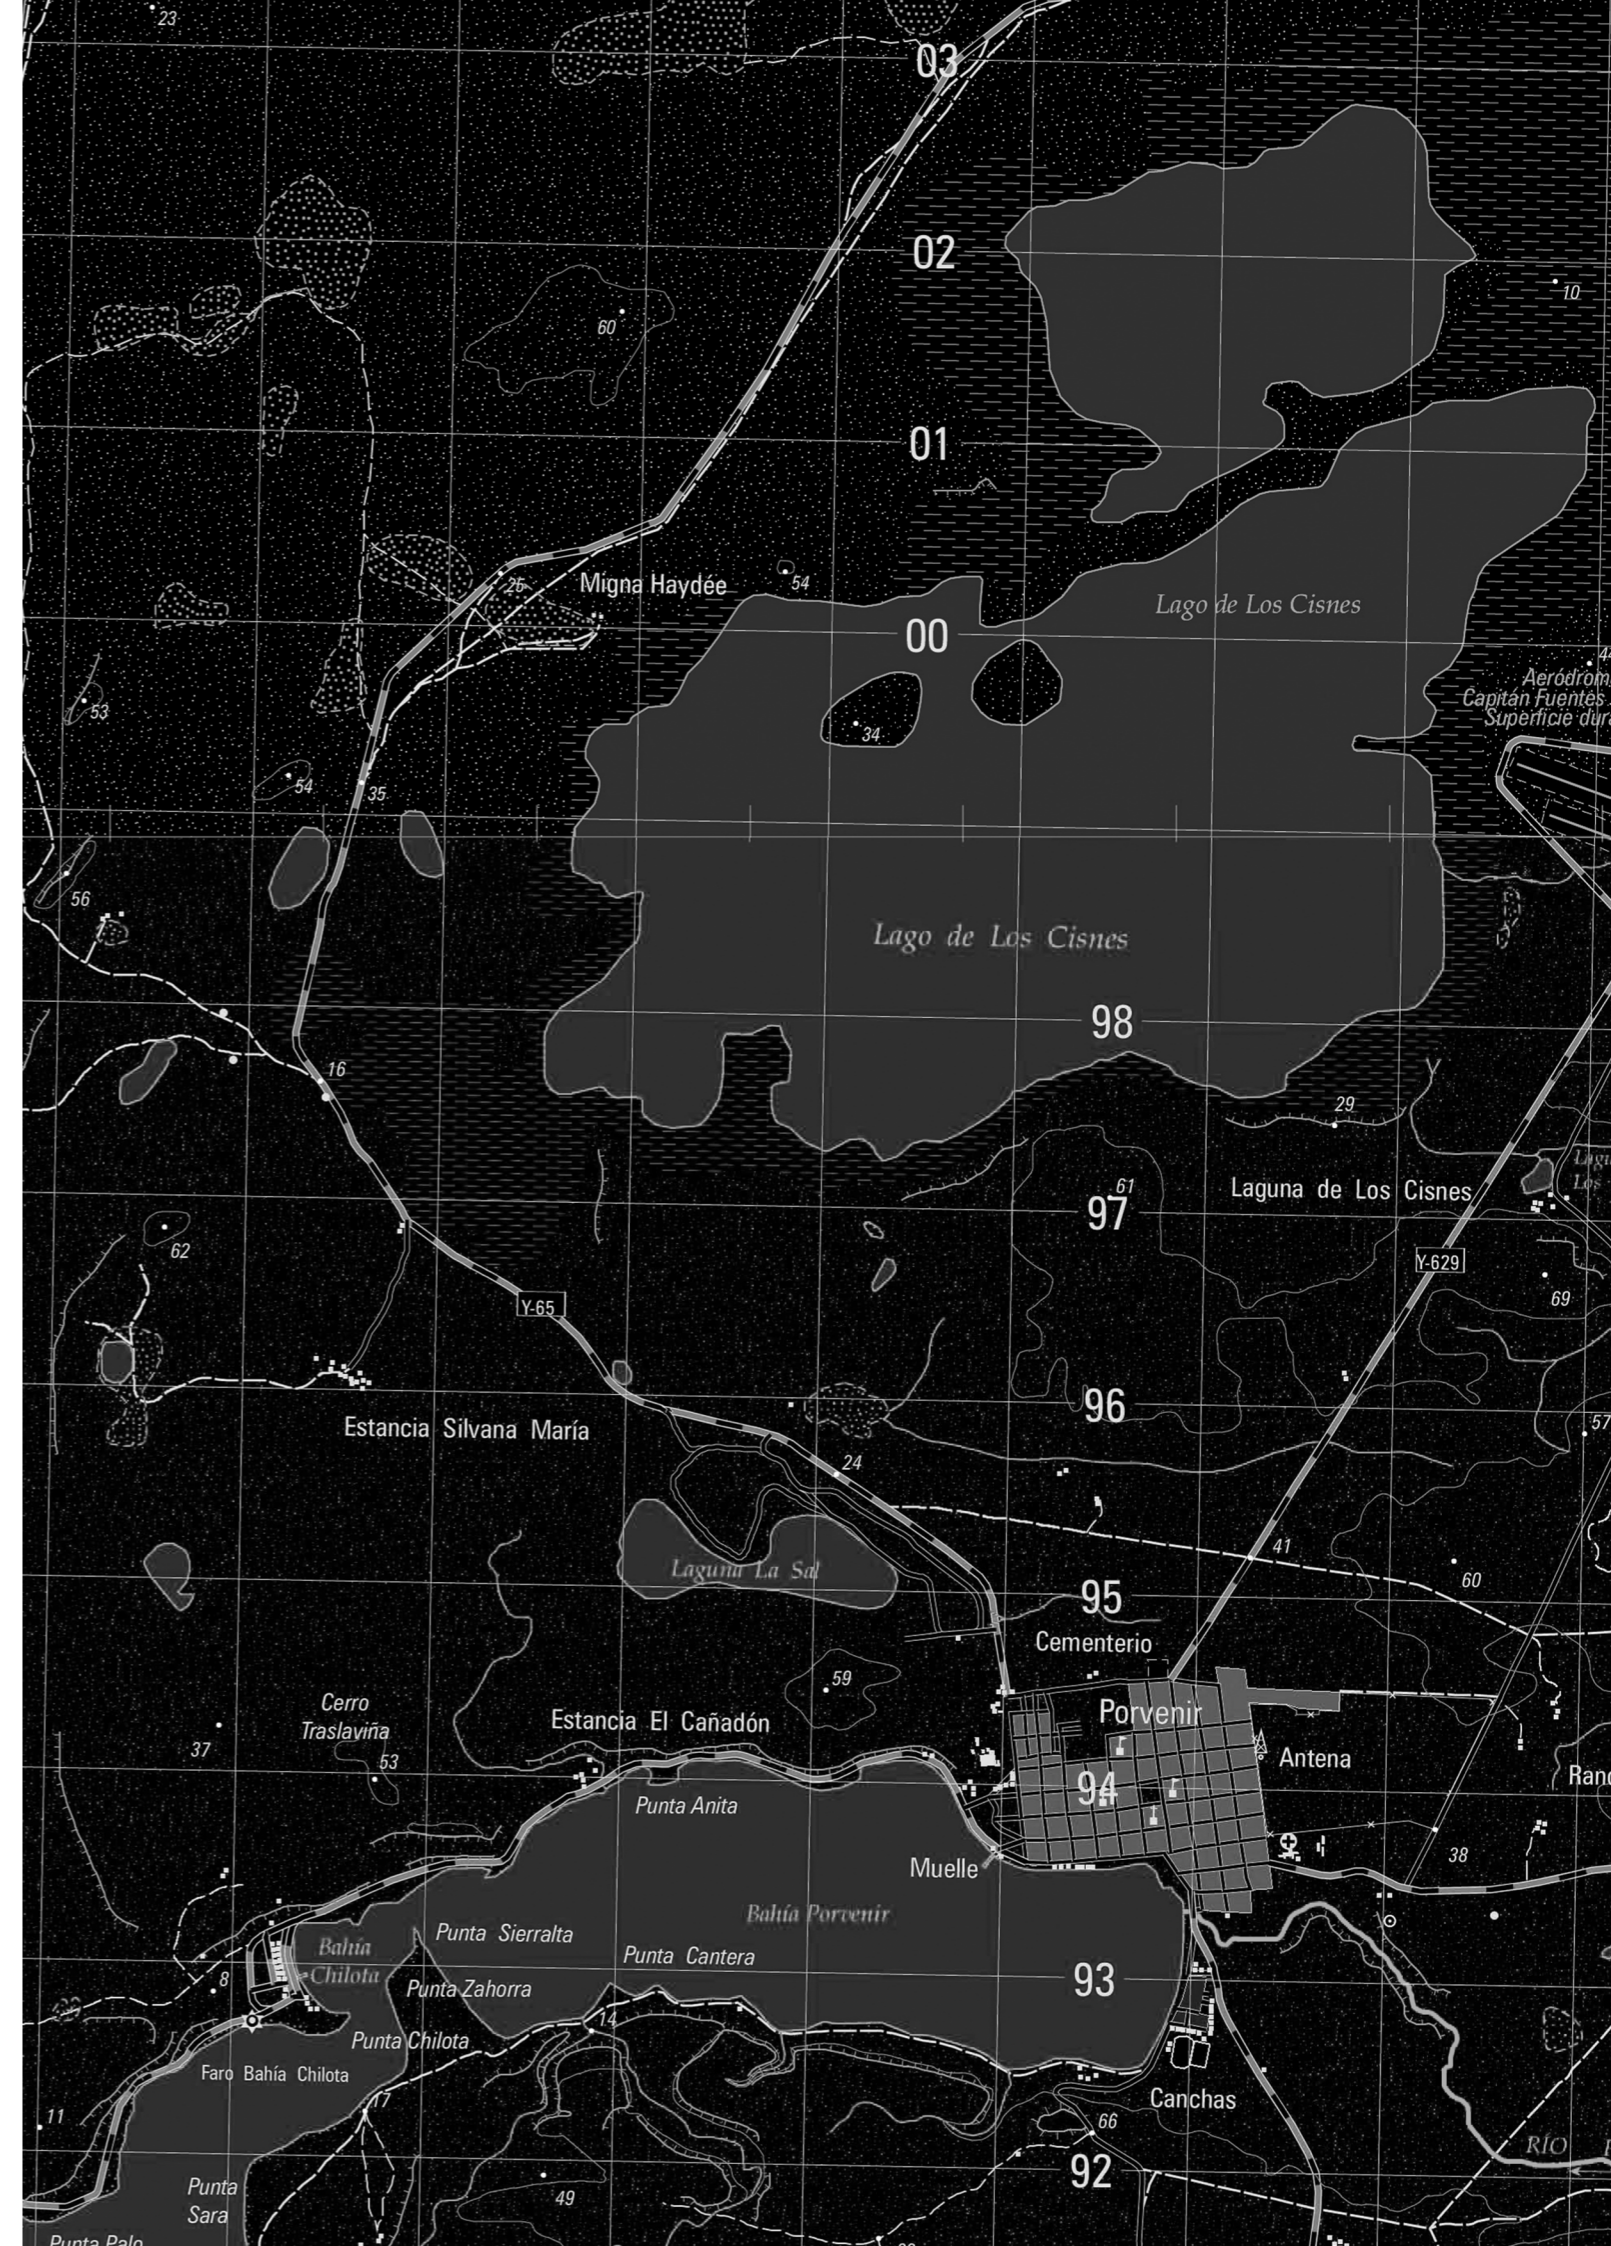 23
03
02
10
60
01
25
Migna Haydée
54
Lago de Los Cisnes
00
Aeródrom
Capitán Fuentes
Superficie dur
53
34
54
35
56
Lago de Los Cisnes
98
16
29
61
Laguna de Los Cisnes
97
62
Y-629
69
Y-65
96
57
Estancia Silvana María
24
41
Laguna La Sal
60
95
Cementerio
59
Cerro
Traslaviña
Estancia El Cañadón
Porvenir
37
53
Antena
94
Punta Anita
Muelle
38
Bahía Porvenir
Punta Sierralta
Bahía
Chilota
Punta Cantera
8
Punta Zahorra
93
14
Punta Chilota
Faro Bahía Chilota
Canchas
11
17
66
RÍO
92
Punta
Sara
49
Punta Palo